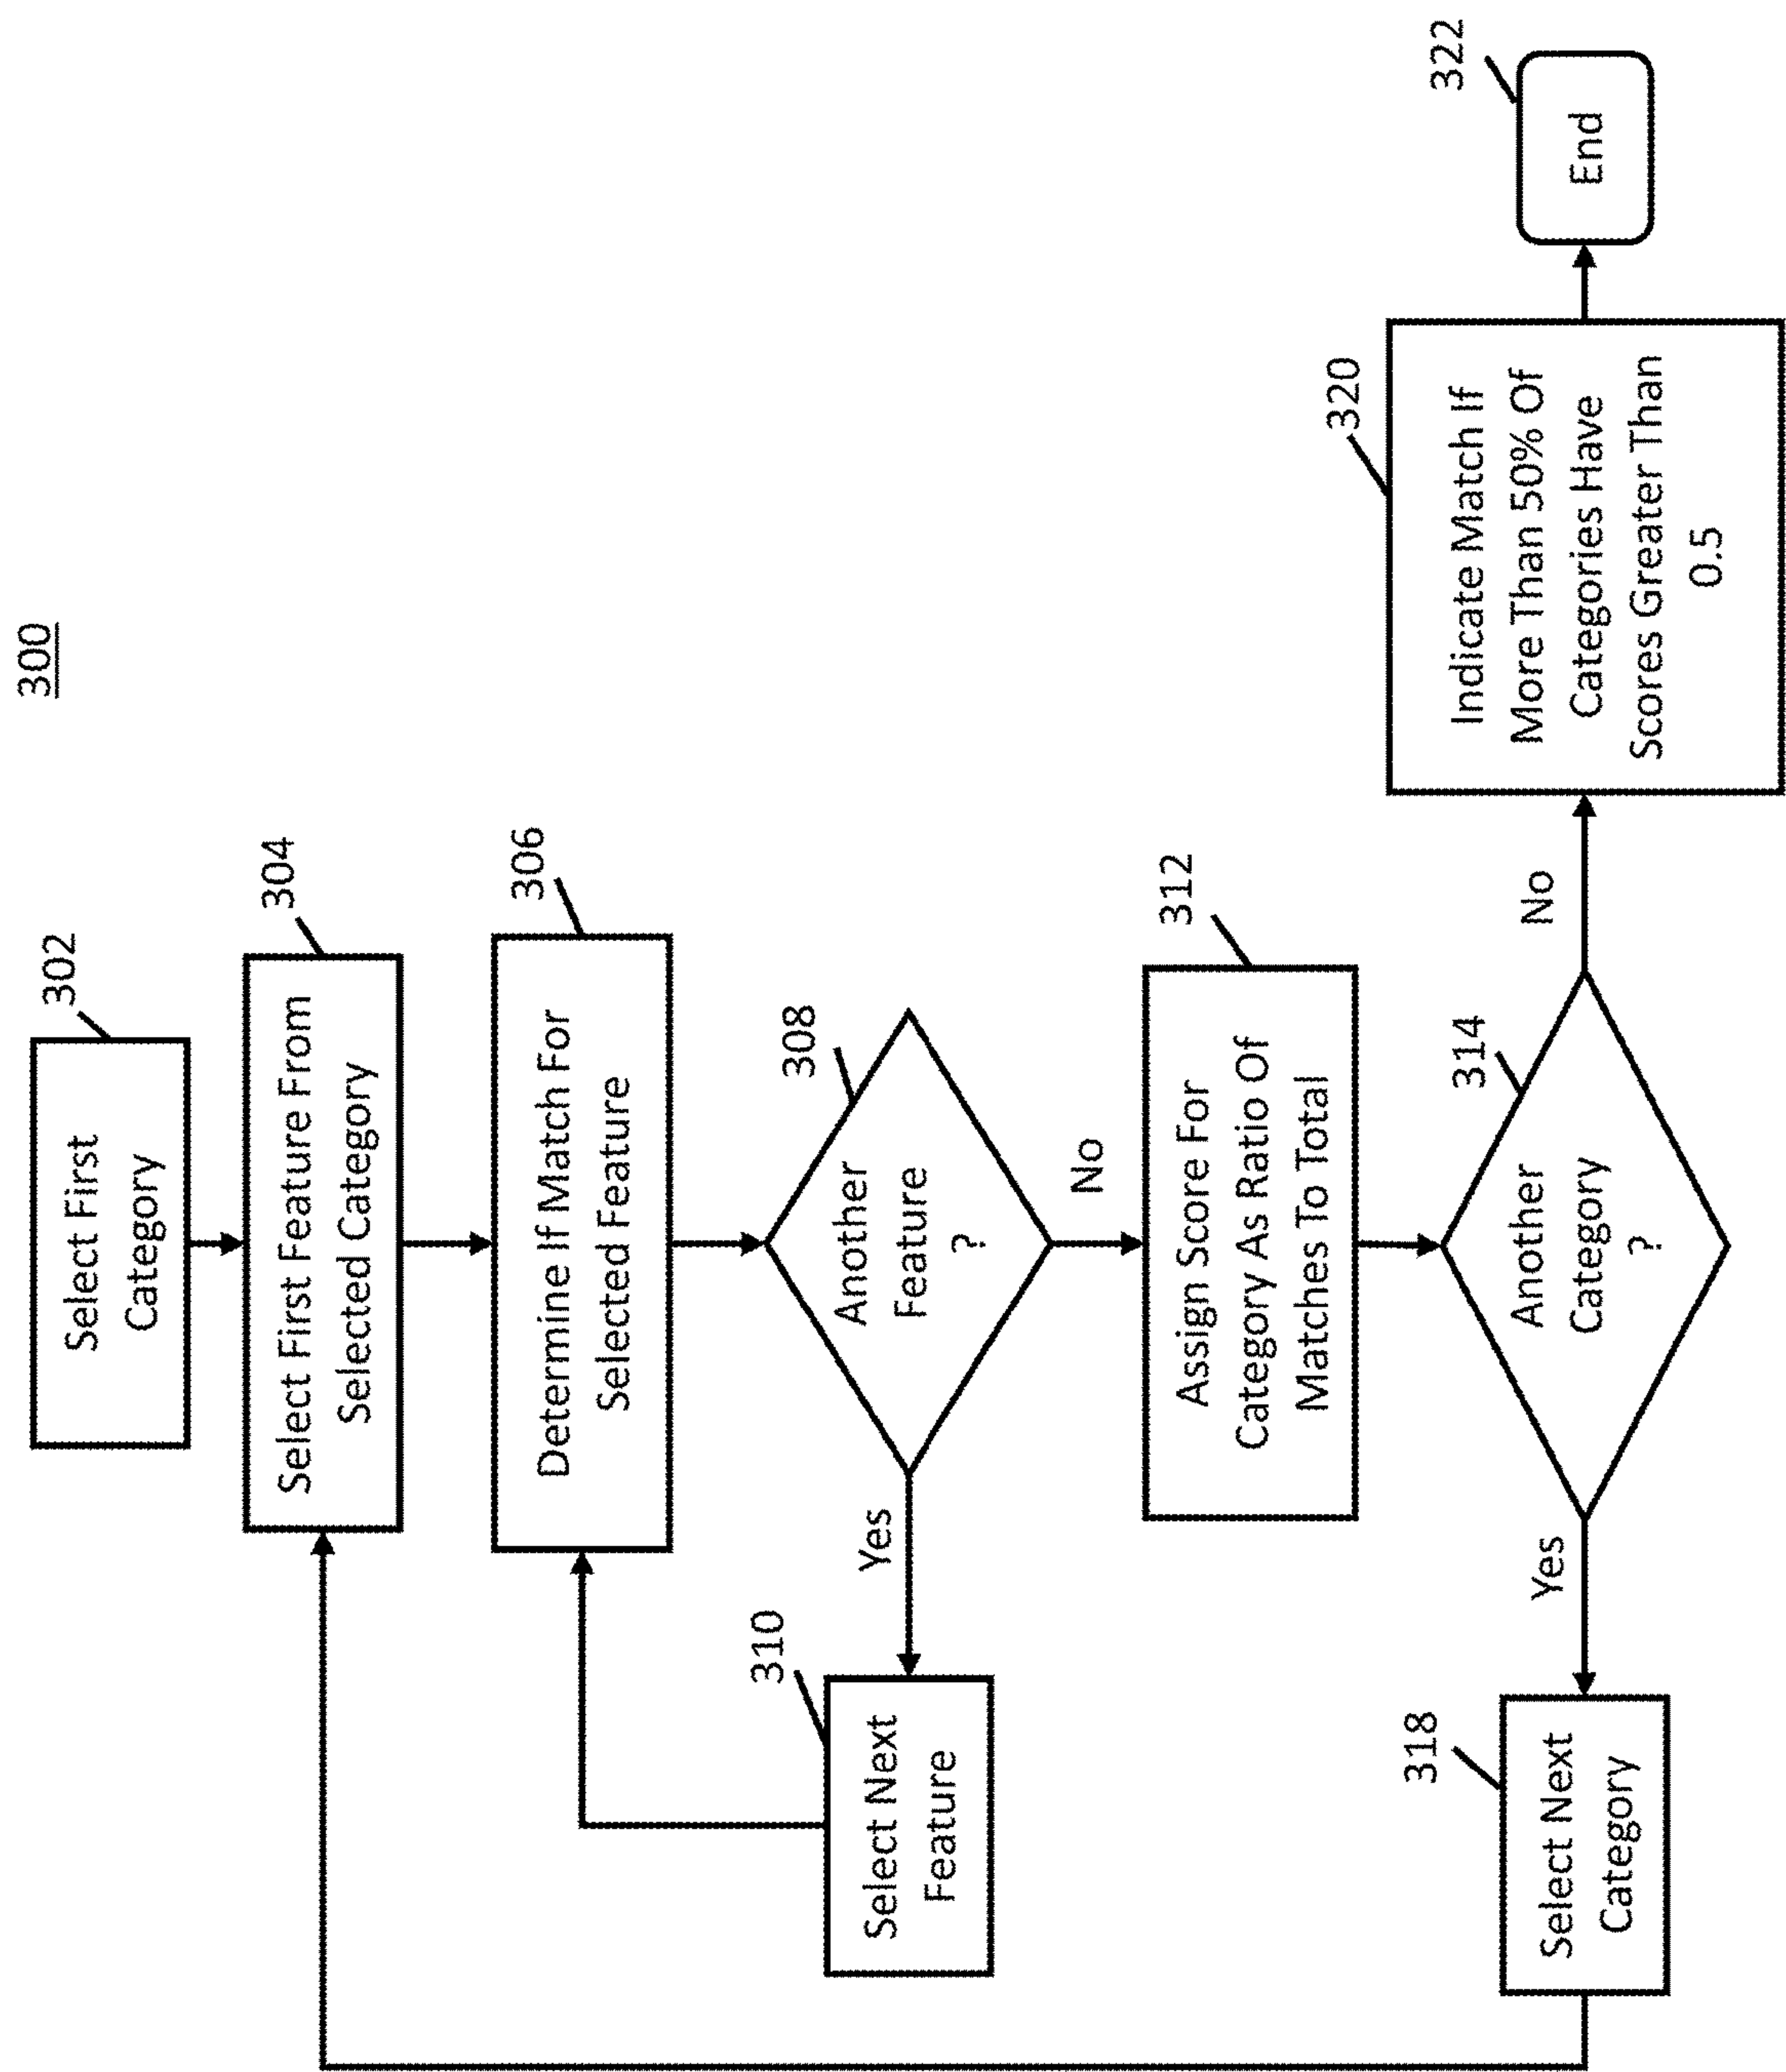 300
302
Select First
Category
304
Select First Feature From
Selected Category
306
Determine If Match For
Selected Feature
308
Another
Feature
?
Yes
No
310
Select Next
Feature
312
Assign Score For
Category As Ratio Of
Matches To Total
314
Another
Category
?
Yes
No
318
Select Next
Category
320
Indicate Match If
More Than 50% Of
Categories Have
Scores Greater Than
0.5
322
End